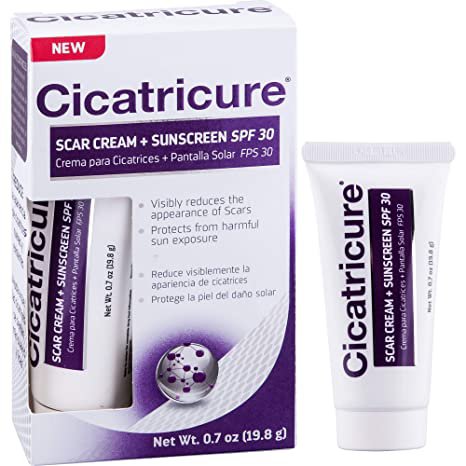 NEW
Cicatricure®
SCAR CREAM + SUNSCREEN SPF 30
Crema para Cicatrices + Pantalla Solar FPS 30
• Visibly reduces the
appearance of Scars
• Protects from harmful
sun exposure
• Reduce visiblemente la
apariencia de cicatrices
• Protege la piel del daño solar
Net Wt. 0.7 oz (19.8 g)
SCAR CREAM + SUNSCREEN SPF 30
Crema para Cicatrices + Pantalla Solar FPS 30
Net Wt. 0.7 oz (19.8 g)
Cicatricure®
SCAR CREAM + SUNSCREEN SPF 30
Crema para Cicatrices + Pantalla Solar FPS 30
Net Wt. 0.7 oz (19.8 g)